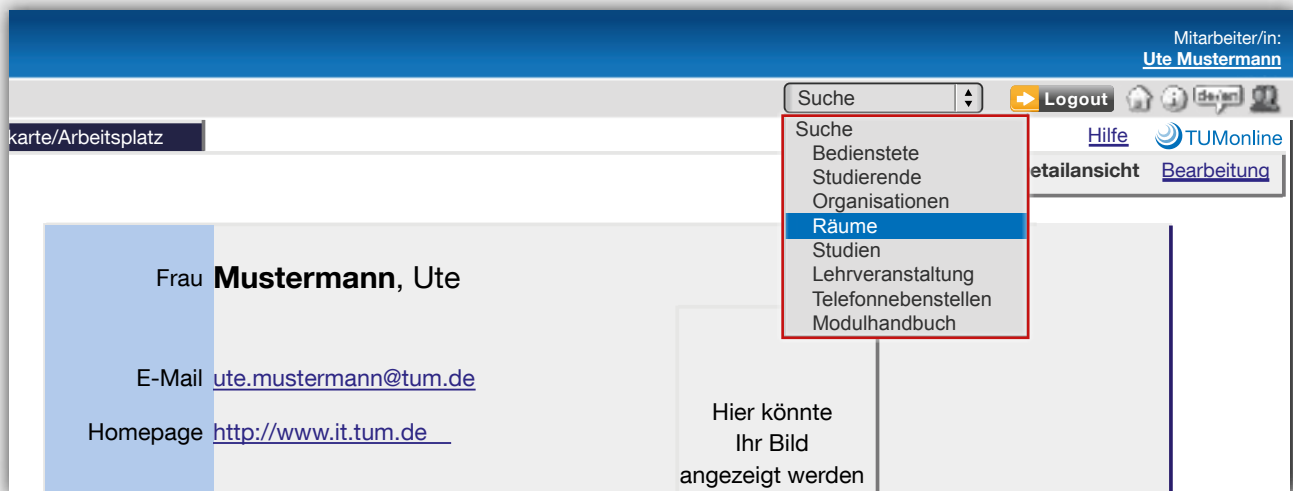 Mitarbeiter/in:
Ute Mustermann
Suche
Logout
de/en
karte/Arbeitsplatz
Suche
Hilfe
TUMonline
Bedienstete
etailansicht
Bearbeitung
Studierende
Organisationen
Räume
Studien
Lehrveranstaltung
Telefonnebenstellen
Modulhandbuch
Frau Mustermann, Ute
E-Mail ute.mustermann@tum.de
Homepage http://www.it.tum.de
Hier könnte
Ihr Bild
angezeigt werden